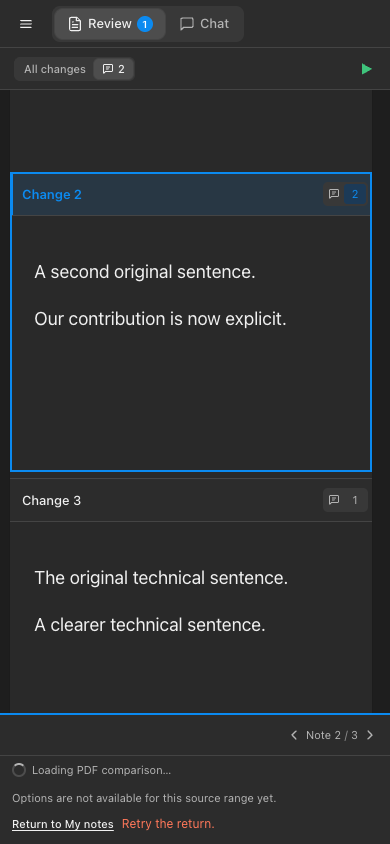 Review 1 Chat
All changes 2
Change 2 2
A second original sentence.
Our contribution is now explicit.
Change 3 1
The original technical sentence.
A clearer technical sentence.
Note 2 / 3
Loading PDF comparison...
Options are not available for this source range yet.
Return to My notes Retry the return.